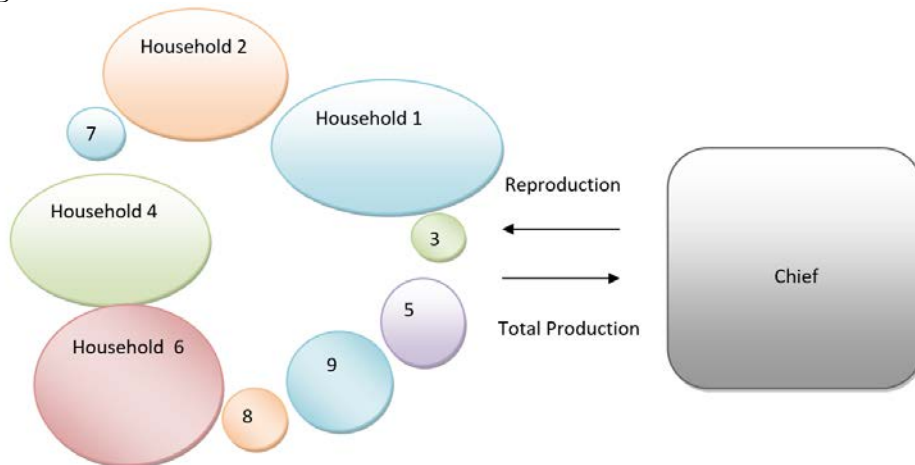 Household 2
Household 1
7
Reproduction
Household 4
3
Chief
5
Total Production
Household 6
9
8